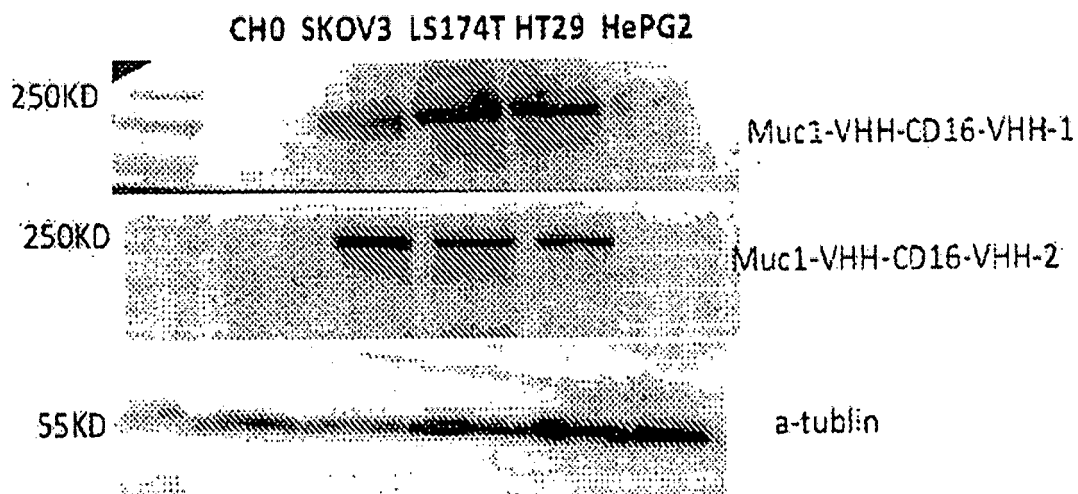 CHO SKOV3 LS174T HT29 HePG2
250KD
Muc1-VHH-CD16-VHH-1
250KD
Muc1-VHH-CD16-VHH-2
55KD
a-tublin